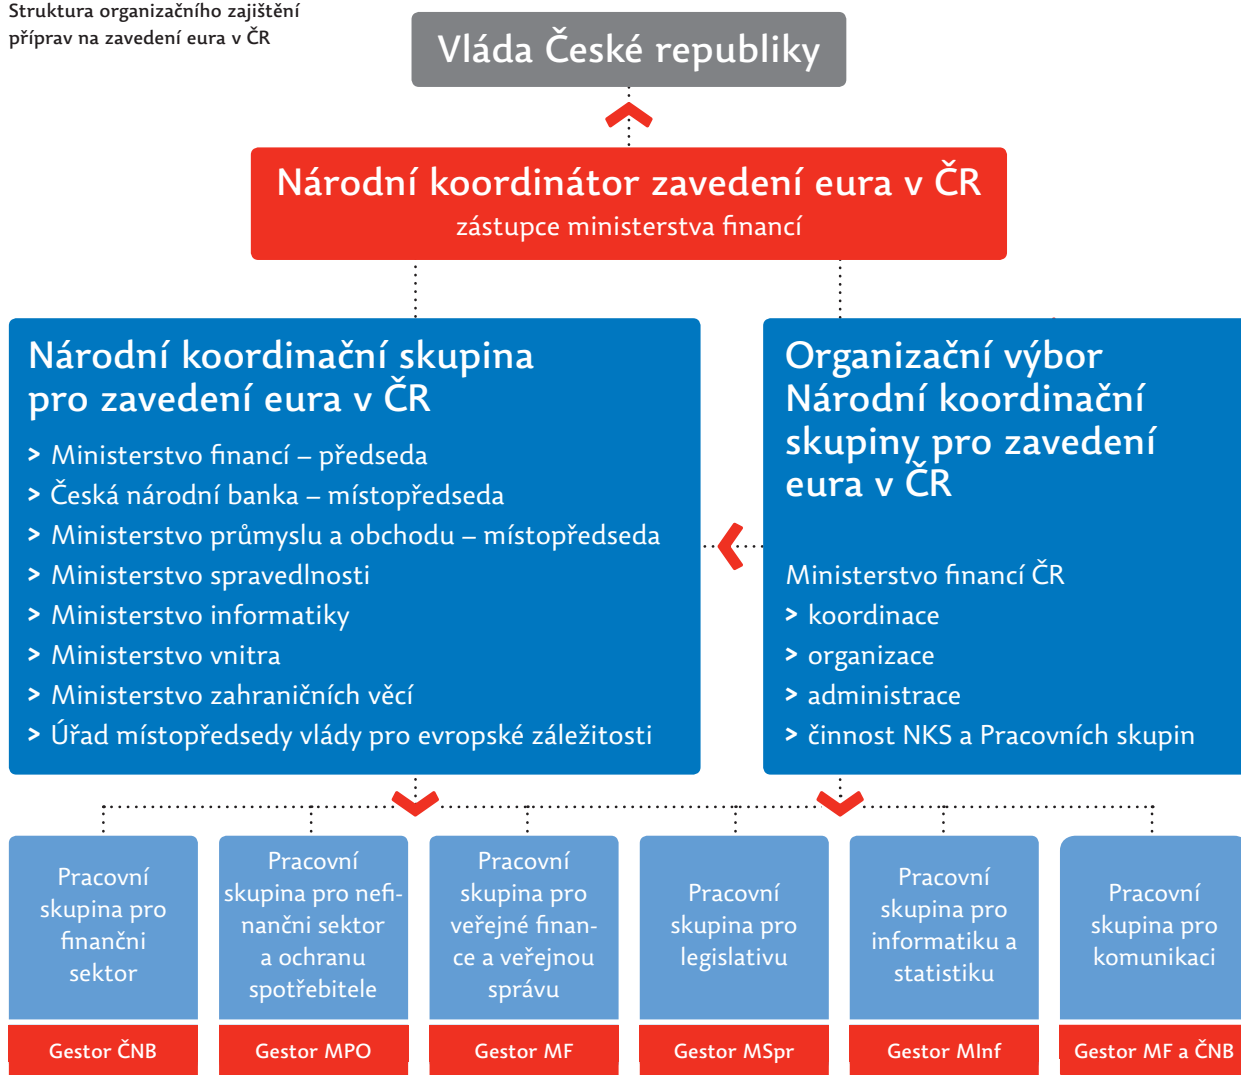 Struktura organizačního zajištění
příprav na zavedení eura v ČR
Vláda České republiky
Národní koordinátor zavedení eura v ČR
zástupce ministerstva financí
Národní koordinační skupina
pro zavedení eura v ČR
> Ministerstvo financí – předseda
> Česká národní banka – místopředseda
> Ministerstvo průmyslu a obchodu – místopředseda
> Ministerstvo spravedlnosti
> Ministerstvo informatiky
> Ministerstvo vnitra
> Ministerstvo zahraničních věcí
> Úřad místopředsedy vlády pro evropské záležitosti
Organizační výbor
Národní koordinační
skupiny pro zavedení
eura v ČR
Ministerstvo financí ČR
> koordinace
> organizace
> administrace
> činnost NKS a Pracovních skupin
Pracovní
skupina pro
finančni
sektor
Gestor ČNB
Pracovní
skupina pro nefi-
nančni sektor
a ochranu
spotřebitele
Gestor MPO
Pracovní
skupina pro
veřejné finan-
ce a veřejnou
správu
Gestor MF
Pracovní
skupina pro
legislativu
Gestor MSpr
Pracovní
skupina pro
informatiku a
statistiku
Gestor MInf
Pracovní
skupina pro
komunikaci
Gestor MF a ČNB